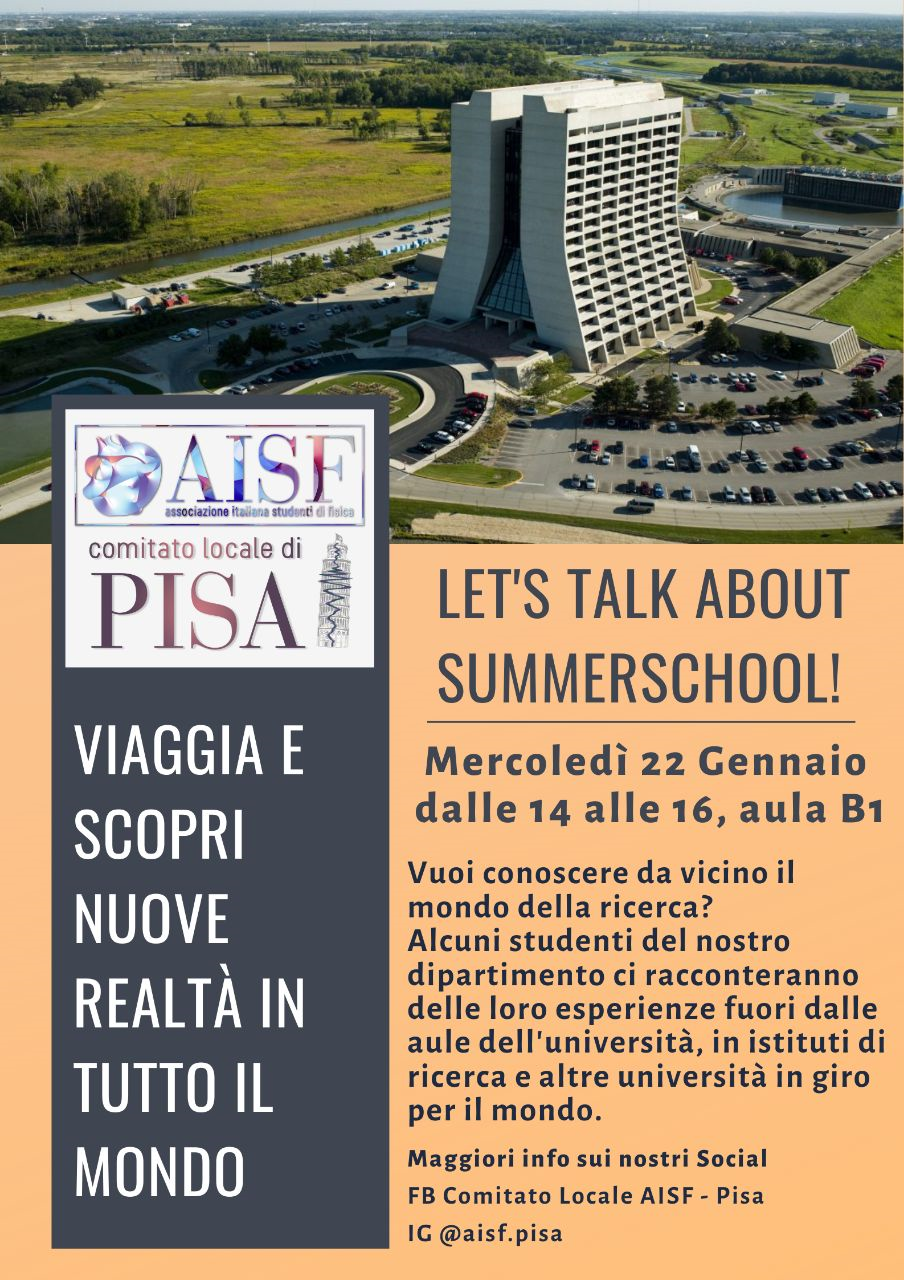 AISF
associazione italiana studenti di fisica
comitato locale di
PISA
VIAGGIA E
SCOPRI
NUOVE
REALTÀ IN
TUTTO IL
MONDO
LET'S TALK ABOUT
SUMMERSCHOOL!
Mercoledì 22 Gennaio
dalle 14 alle 16, aula B1
Vuoi conoscere da vicino il
mondo della ricerca?
Alcuni studenti del nostro
dipartimento ci racconteranno
delle loro esperienze fuori dalle
aule dell'università, in istituti di
ricerca e altre università in giro
per il mondo.
Maggiori info sui nostri Social
FB Comitato Locale AISF - Pisa
IG @aisf.pisa